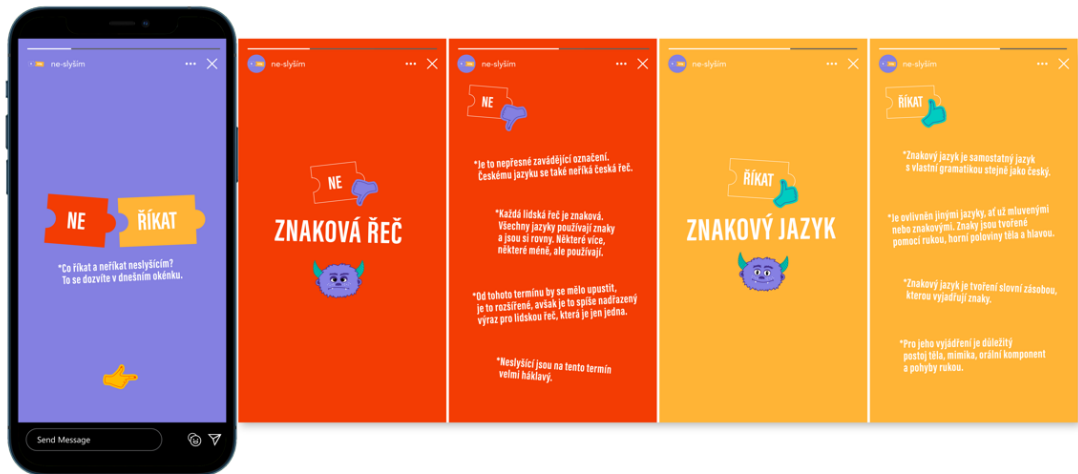 ne-slyším
NE
ŘÍKAT
*Co říkat a neříkat neslyšícím?
To se dozvíte v dnešním okénku.
Send Message
ne-slyším
NE
ZNAKOVÁ ŘEČ
ne-slyším
NE
*Je to nepřesné zavádějící označení.
Českému jazyku se také neříká česká řeč.
*Každá lidská řeč je znaková.
Všechny jazyky používají znaky
a jsou si rovny. Některé více,
některé méně, ale používají.
*Od tohoto termínu by se mělo upustit,
je to rozšířené, avšak je to spíše nadřazený
výraz pro lidskou řeč, která je jen jedna.
*Neslyšící jsou na tento termín
velmi háklavý.
ne-slyším
ŘÍKAT
ZNAKOVÝ JAZYK
ne-slyším
ŘÍKAT
*Znakový jazyk je samostatný jazyk
s vlastní gramatikou stejně jako český.
*Je ovlivněn jinými jazyky, ať už mluvenými
nebo znakovými. Znaky jsou tvořené
pomocí rukou, horní poloviny těla a hlavou.
*Znakový jazyk je tvoření slovní zásobou,
kterou vyjadřují znaky.
*Pro jeho vyjádření je důležitý
postoj těla, mimika, orální komponent
a pohyby rukou.